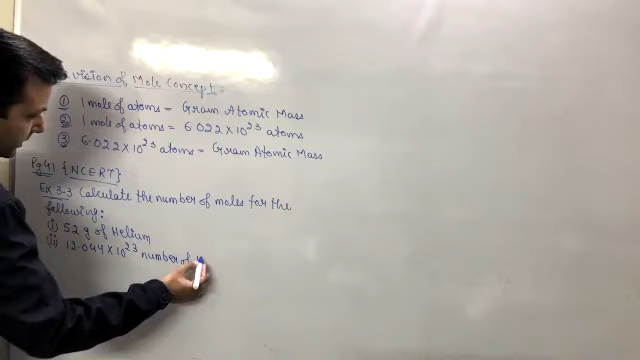 vision of Mole Concept:
① 1 mole of atoms = Gram Atomic Mass
② 1 mole of atoms = 6.022 × 10²³ atoms
③ 6.022 × 10²³ atoms = Gram Atomic Mass
Pg 41 {NCERT}
Ex 3.3 Calculate the number of moles for the
following:
(i) 52 g of Helium
(ii) 12.044 × 10²³ number of